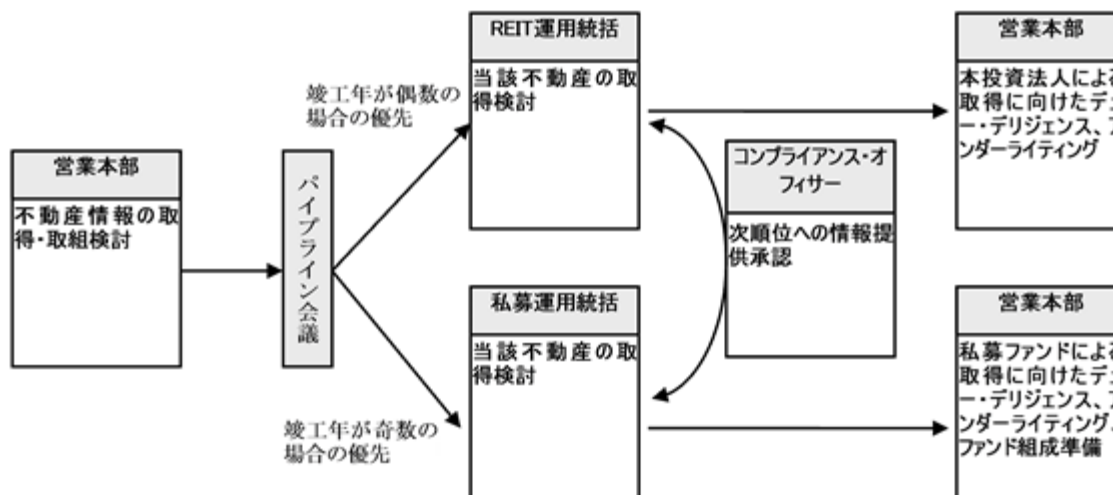 営業本部
不動産情報の取
得・取組検討
パイプライン会議
竣工年が偶数の
場合の優先
竣工年が奇数の
場合の優先
REIT運用統括
当該不動産の取
得検討
私募運用統括
当該不動産の取
得検討
コンプライアンス・オ
フィサー
次順位への情報提
供承認
営業本部
本投資法人によ
取得に向けたデ
ー・デリジェンス、
ンダーライティング
営業本部
私募ファンドによ
取得に向けたデ
ー・デリジェンス、
ンダーライティング、
ファンド組成準備